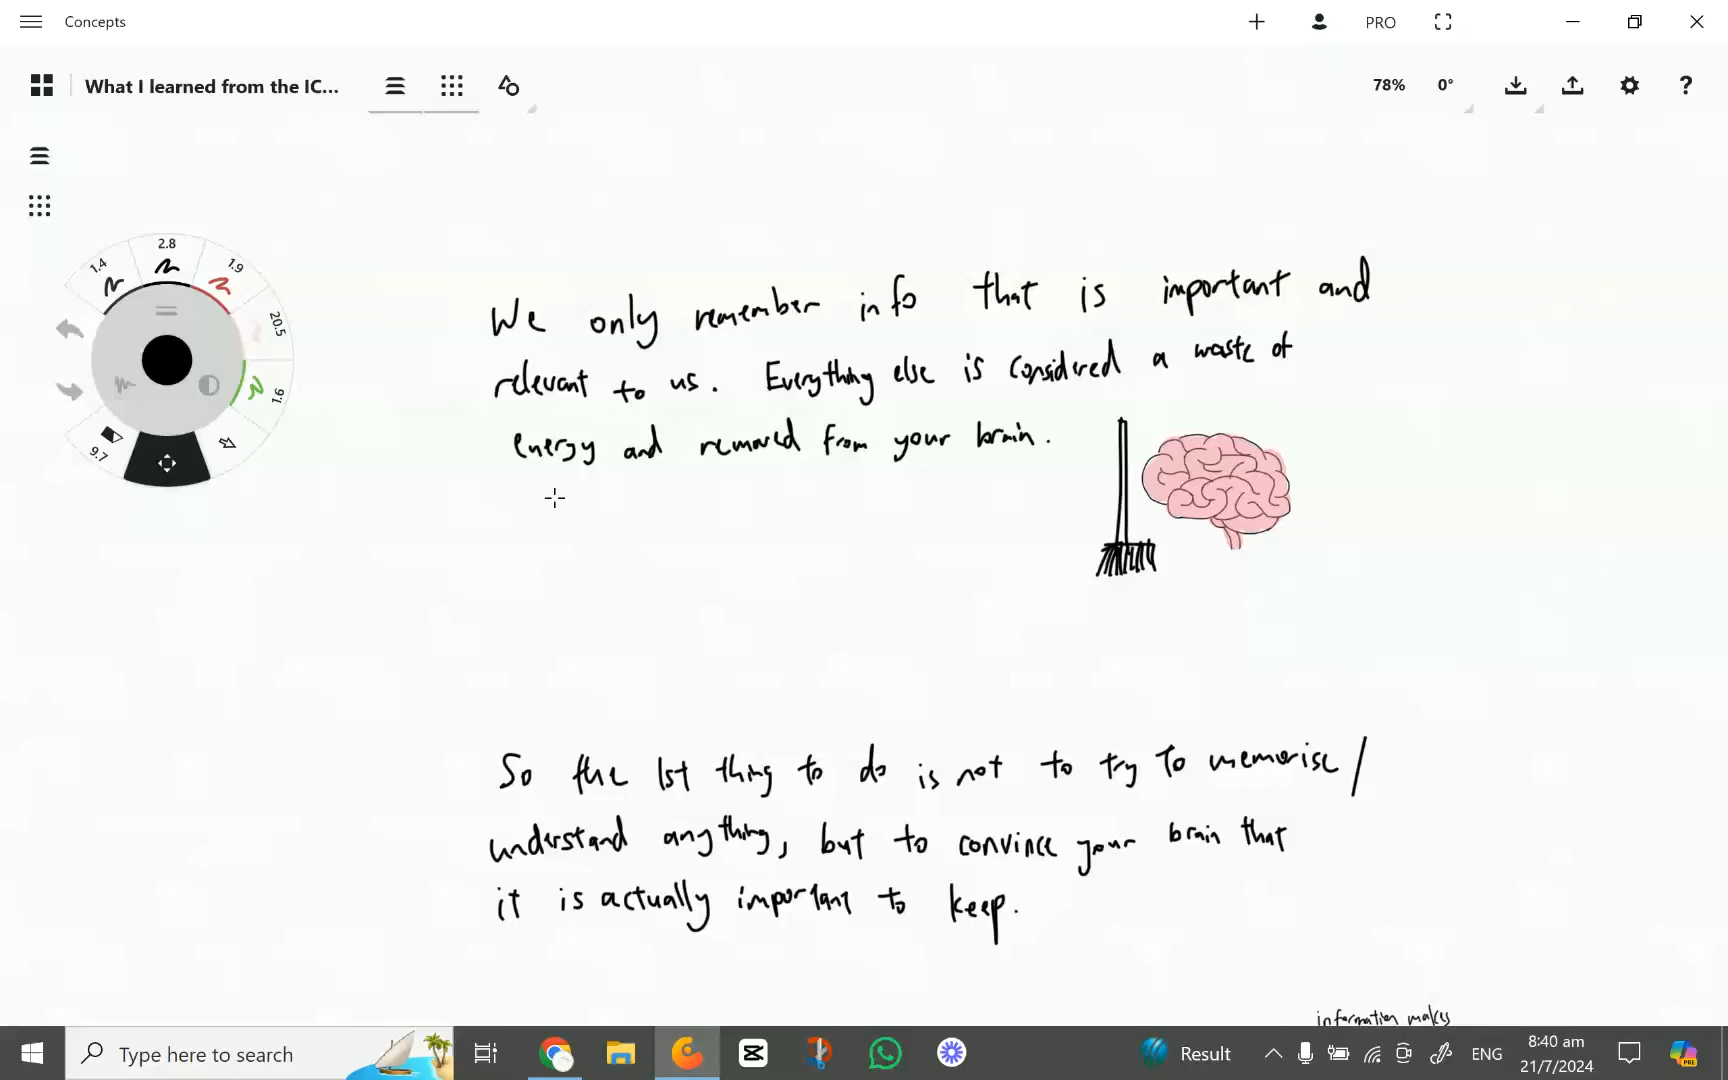 Concepts
PRO
What I learned from the IC...
78%
0°
?
1.4
2.8
1.9
20.5
1.6
9.7
We only remember info that is important and
relevant to us. Everything else is considered a waste of
energy and removed from your brain.
So the 1st thing to do is not to try to memorise/
understand anything, but to convince your brain that
it is actually important to keep.
information makes
Type here to search
Result
ENG
8:40 am
21/7/2024
PRE